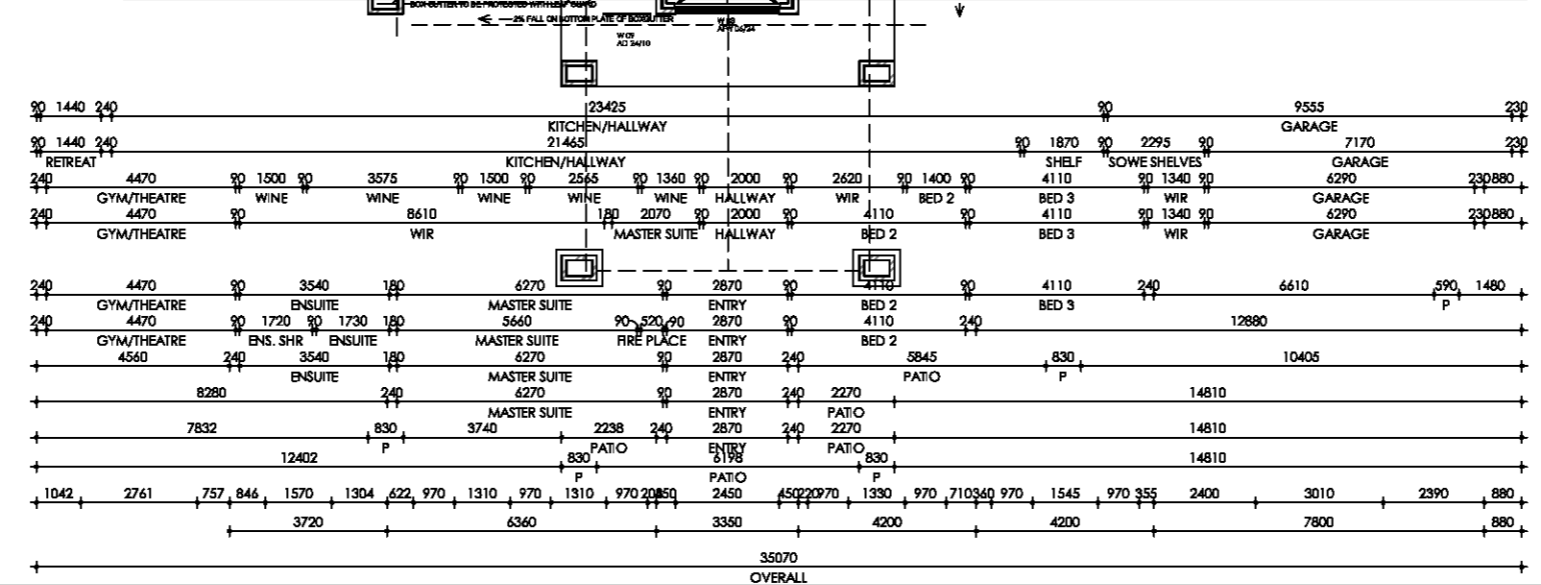 BOX GUTTER TO BE PROTECTED WITH LEAF GUARD
2% FALL ON BOTTOM PLATE OF BOXGUTTER
W 09
AD 24/10
90 1440 240 23425 90 9555 230
KITCHEN/HALLWAY GARAGE
90 1440 240 21465 90 1870 90 2295 90 7170 230
RETREAT KITCHEN/HALLWAY SHELF SOWE SHELVES GARAGE
240 4470 90 1500 90 3575 90 1500 90 2565 90 1360 90 2000 90 2620 90 1400 90 4110 90 1340 90 6290 230 880
GYM/THEATRE WINE WINE WINE WINE WINE HALLWAY WIR BED 2 BED 3 WIR GARAGE
240 4470 90 8610 180 2070 90 2000 90 4110 90 4110 90 1340 90 6290 230 880
GYM/THEATRE WIR MASTER SUITE HALLWAY BED 2 BED 3 WIR GARAGE
240 4470 90 3540 180 6270 90 2870 90 4110 90 4110 240 6610 590 1480
GYM/THEATRE ENSUITE MASTER SUITE ENTRY BED 2 BED 3 P
240 4470 90 1720 90 1730 180 5660 90 520 90 2870 90 4110 240 12880
GYM/THEATRE ENS. SHR ENSUITE MASTER SUITE FIRE PLACE ENTRY BED 2
4560 240 3540 180 6270 90 2870 240 5845 830 10405
ENSUITE MASTER SUITE ENTRY PATIO P
8280 240 6270 90 2870 240 2270 14810
MASTER SUITE ENTRY PATIO
7832 830 3740 2238 240 2870 240 2270 14810
P PATIO ENTRY PATIO
12402 830 6198 830 14810
P PATIO P
1042 2761 757 846 1570 1304 622 970 1310 970 1310 970 208 450 2450 450 220 970 1330 970 710 360 970 1545 970 355 2400 3010 2390 880
3720 6360 3350 4200 4200 7800 880
35070
OVERALL